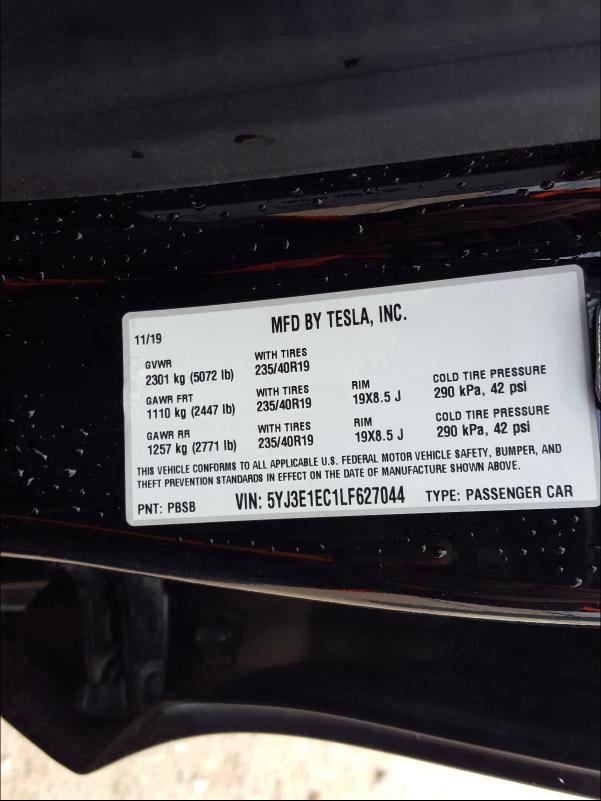 MFD BY TESLA, INC.
11/19
GVWR
2301 kg (5072 lb)
WITH TIRES
235/40R19
GAWR FRT
1110 kg (2447 lb)
WITH TIRES
235/40R19
RIM
19X8.5 J
COLD TIRE PRESSURE
290 kPa, 42 psi
GAWR RR
1257 kg (2771 lb)
WITH TIRES
235/40R19
RIM
19X8.5 J
COLD TIRE PRESSURE
290 kPa, 42 psi
THIS VEHICLE CONFORMS TO ALL APPLICABLE U.S. FEDERAL MOTOR VEHICLE SAFETY, BUMPER, AND
THEFT PREVENTION STANDARDS IN EFFECT ON THE DATE OF MANUFACTURE SHOWN ABOVE.
PNT: PBSB VIN: 5YJ3E1EC1LF627044 TYPE: PASSENGER CAR